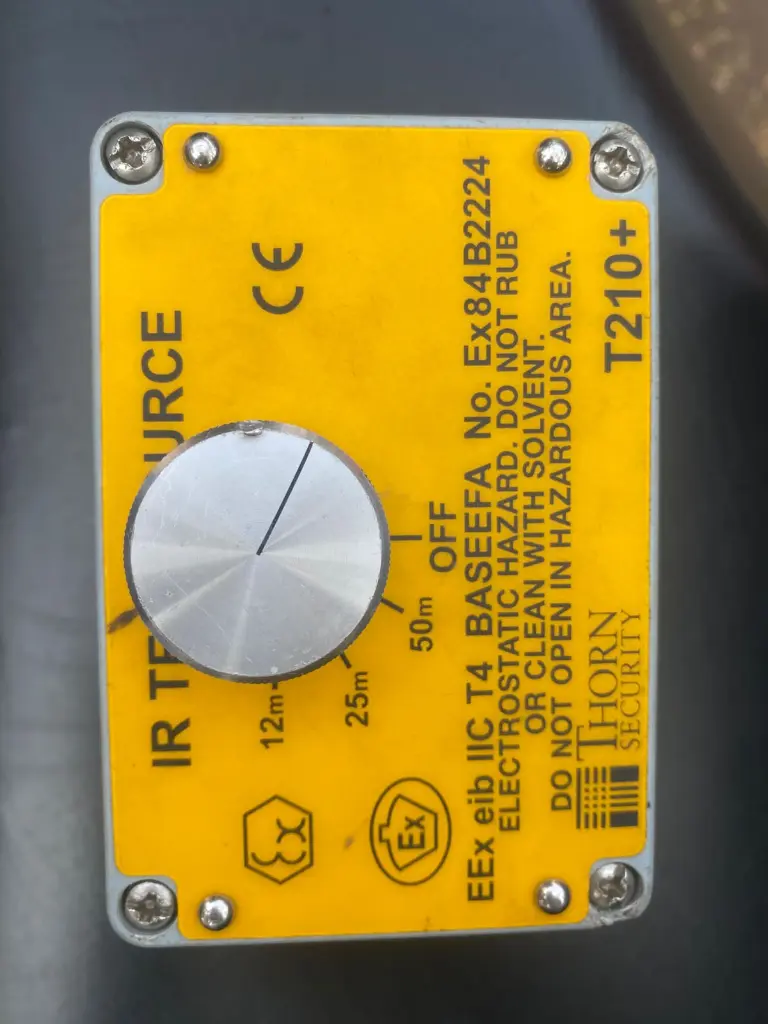 IR TE URCE
CE
12m
25m
50m
OFF
Ex
Ex
EEx eib IIC T4 BASEEFA No. Ex84B2224
ELECTROSTATIC HAZARD. DO NOT RUB
OR CLEAN WITH SOLVENT.
DO NOT OPEN IN HAZARDOUS AREA.
THORN
SECURITY
T210+